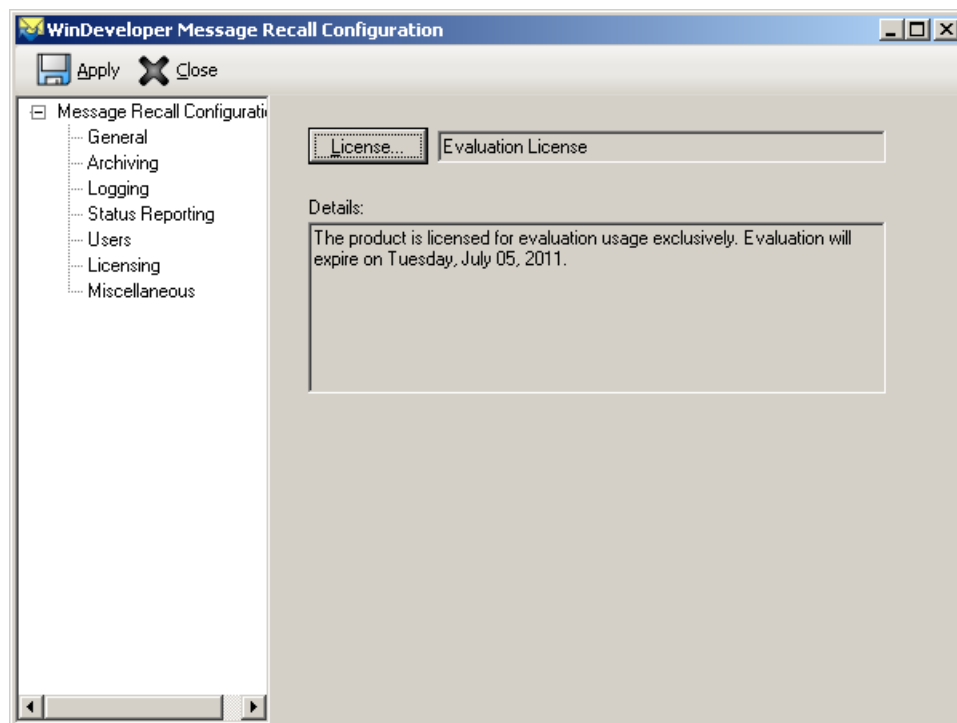 WinDeveloper Message Recall Configuration
Apply Close
Message Recall Configurati
General
Archiving
Logging
Status Reporting
Users
Licensing
Miscellaneous
License... Evaluation License
Details:
The product is licensed for evaluation usage exclusively. Evaluation will
expire on Tuesday, July 05, 2011.